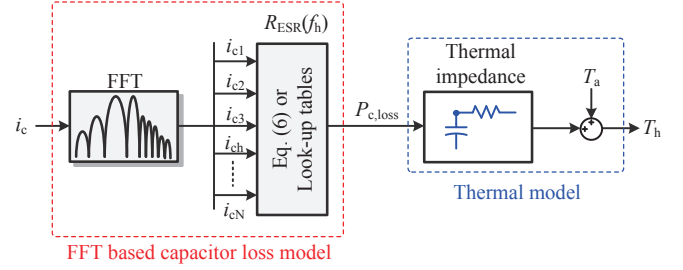 R_ESR(f_h)
FFT
i_c
i_c1
i_c2
i_c3
i_ch
i_cN
Eq. (6) or
Look-up tables
P_c,loss
Thermal
impedance
T_a
+
+
T_h
Thermal model
FFT based capacitor loss model